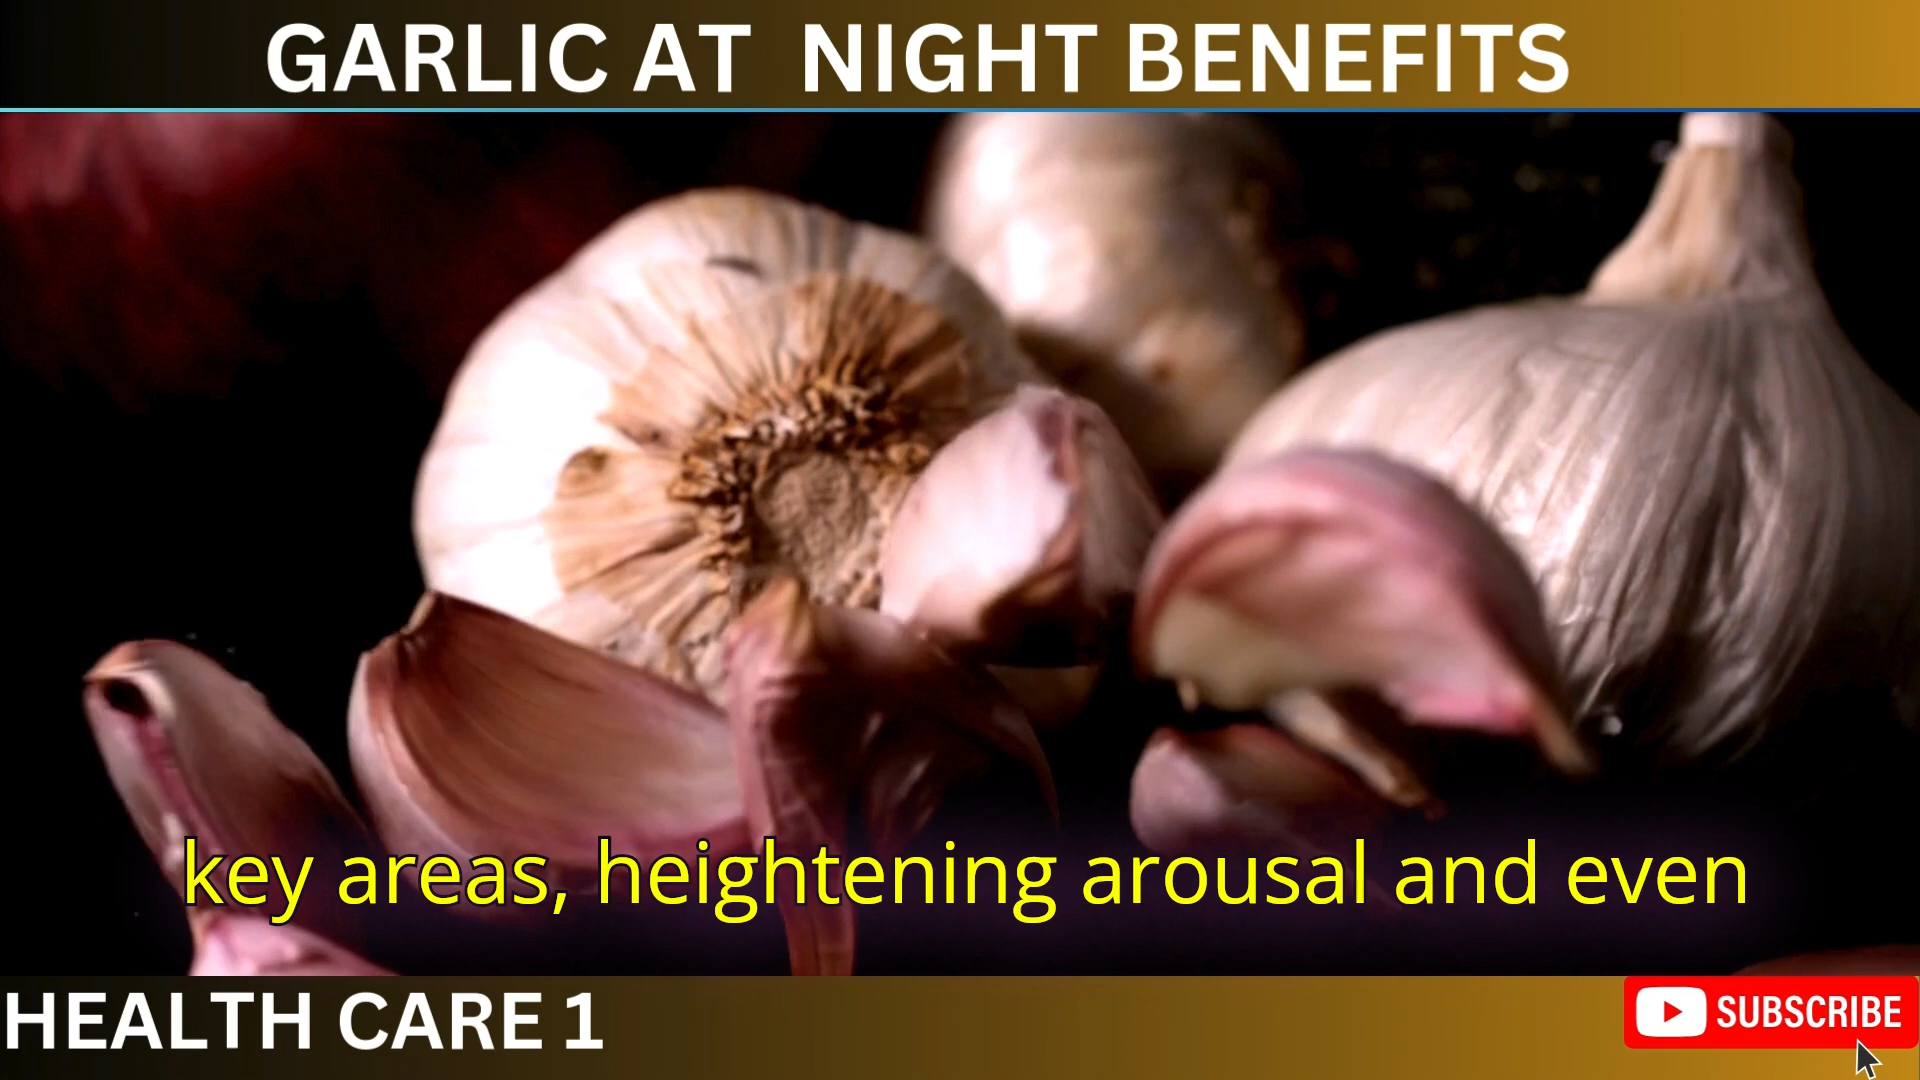 GARLIC AT NIGHT BENEFITS
key areas, heightening arousal and even
HEALTH CARE 1
SUBSCRIBE